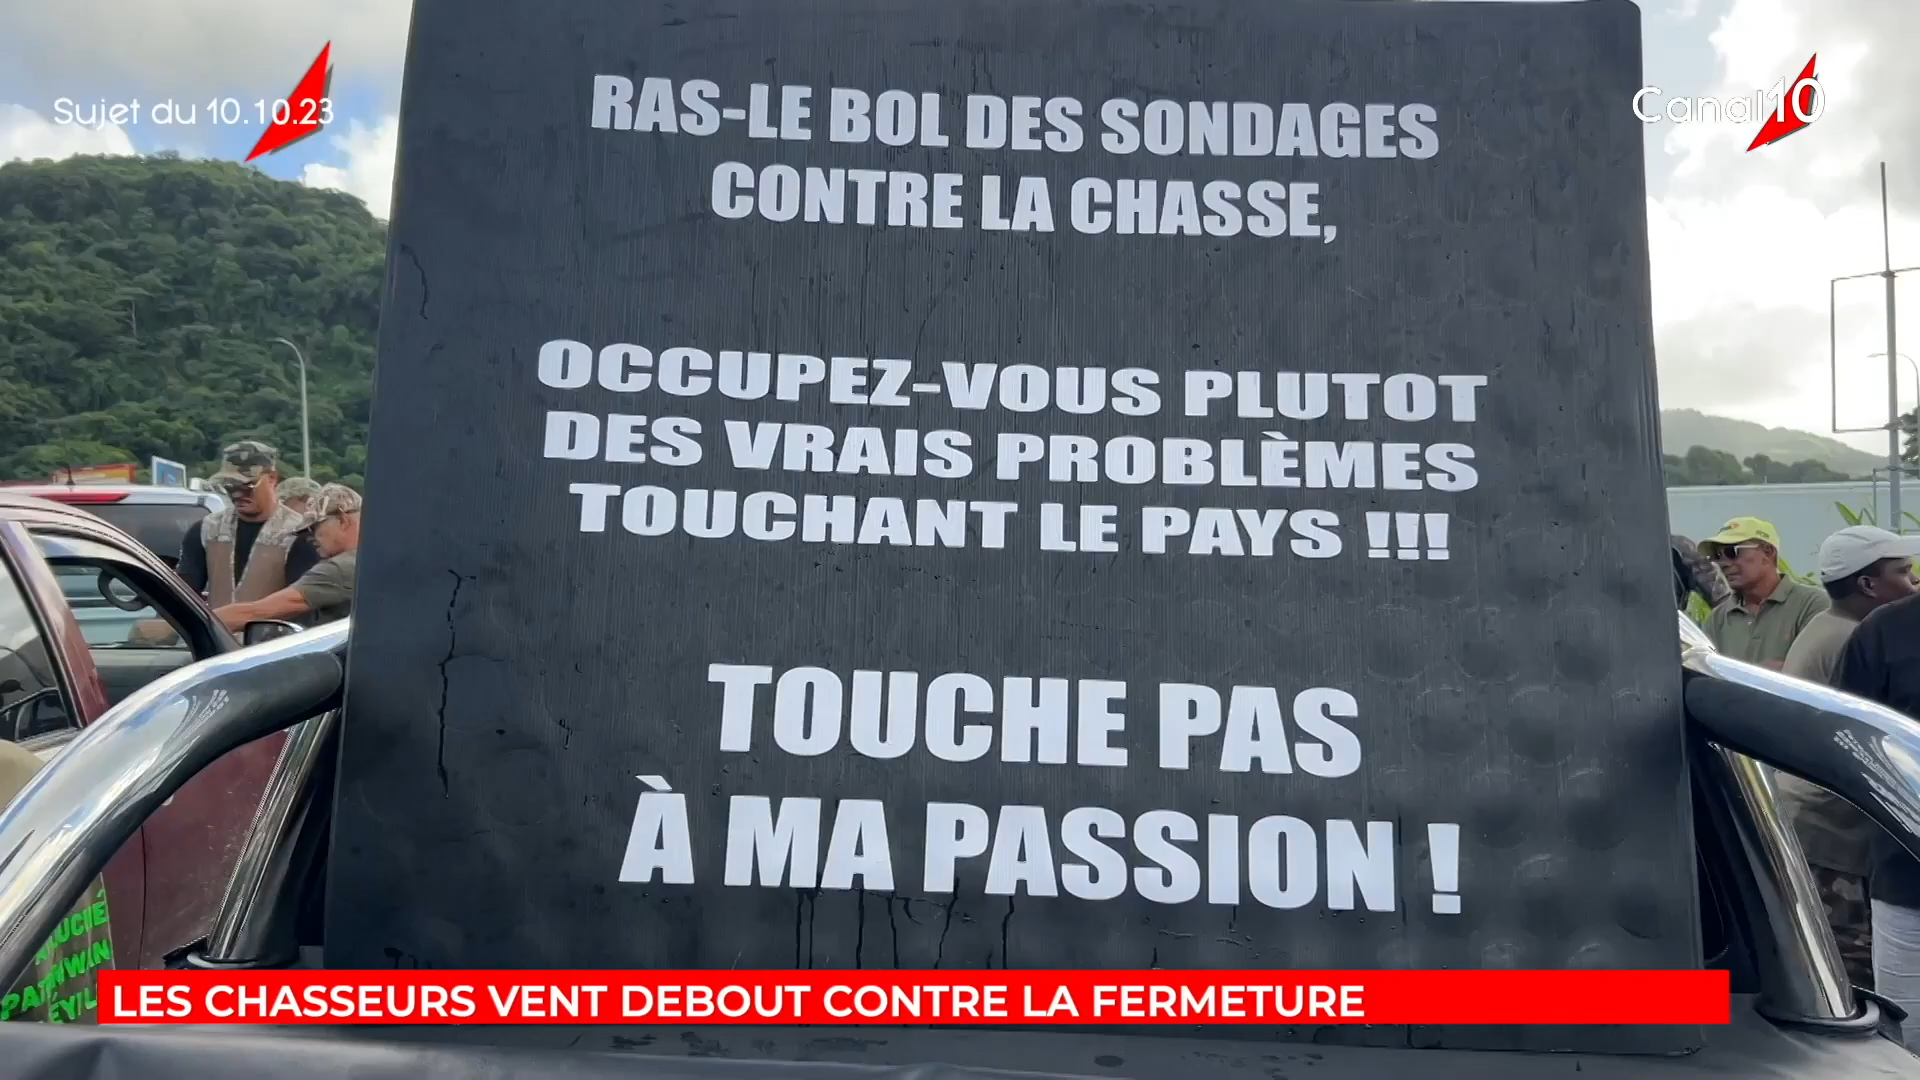 Sujet du 10.10.23
Canal10
RAS-LE BOL DES SONDAGES
CONTRE LA CHASSE,
OCCUPEZ-VOUS PLUTOT
DES VRAIS PROBLÈMES
TOUCHANT LE PAYS !!!
TOUCHE PAS
À MA PASSION !
LES CHASSEURS VENT DEBOUT CONTRE LA FERMETURE